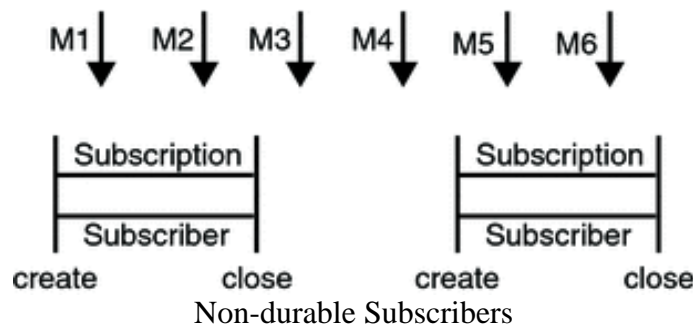 M1 M2 M3 M4 M5 M6
Subscription Subscription
Subscriber Subscriber
create close create close
Non-durable Subscribers